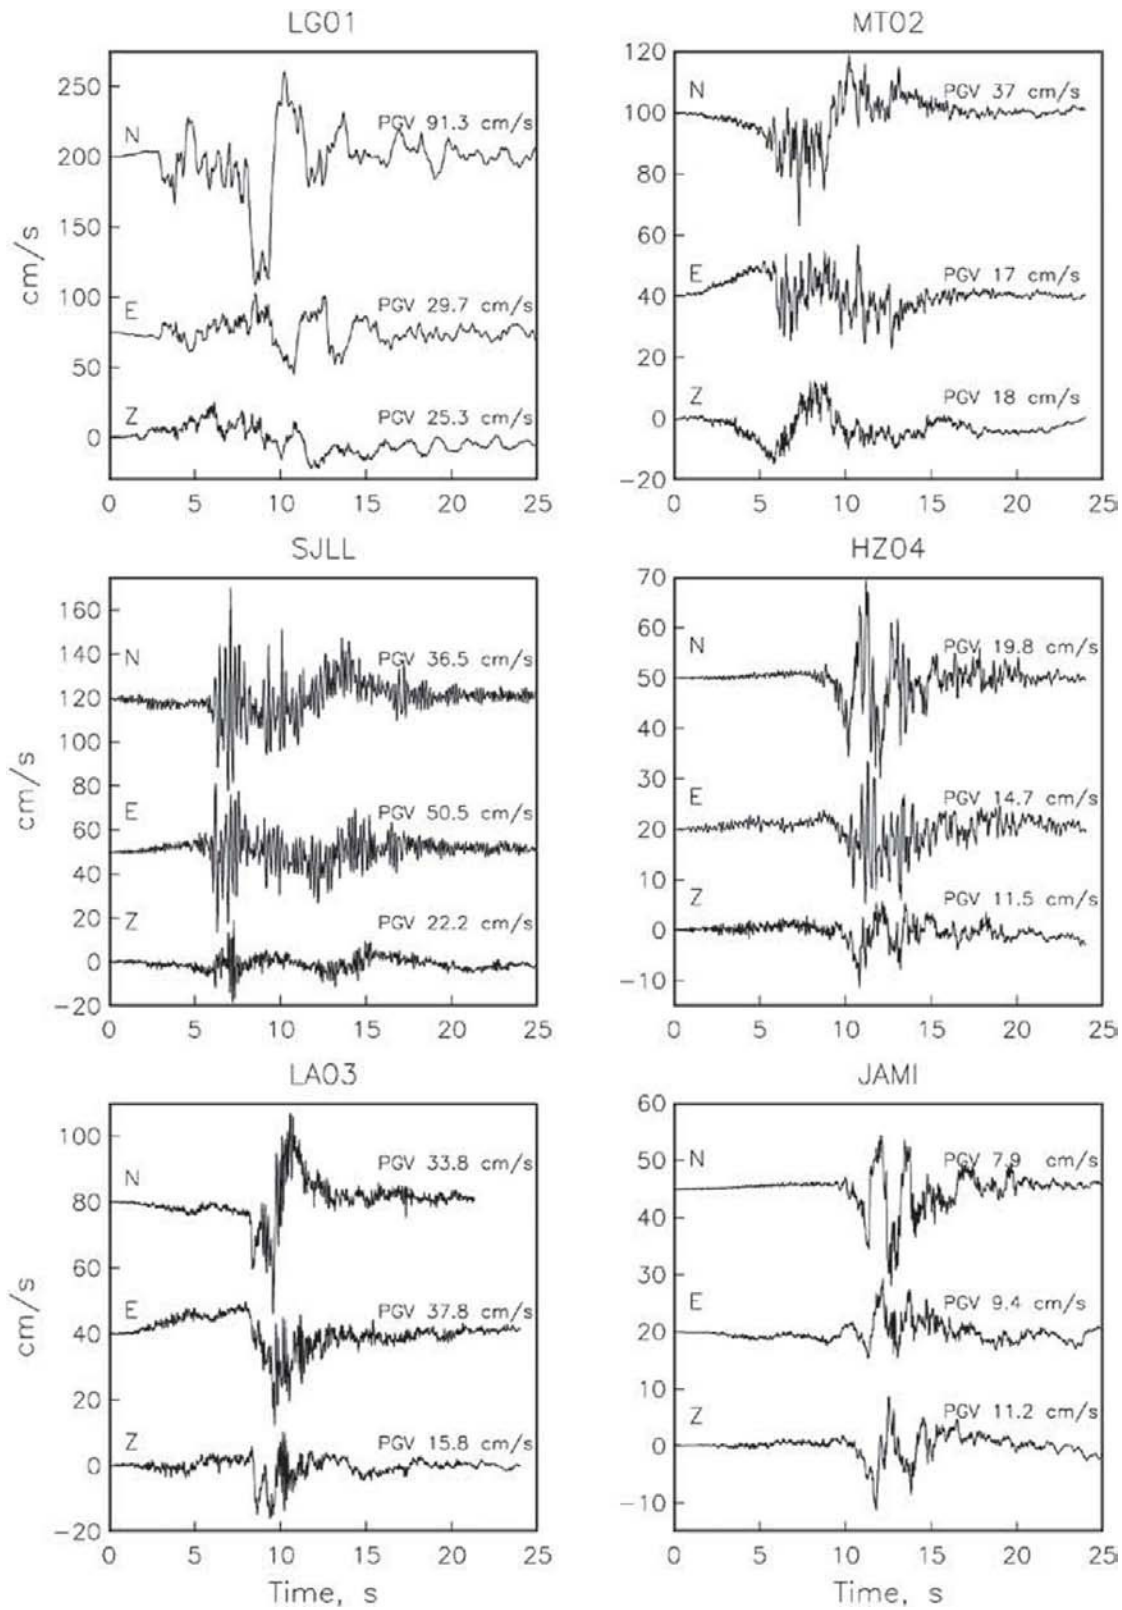 LG01
MT02
250
N
PGV 91.3 cm/s
200
150
100
E
PGV 29.7 cm/s
50
Z
PGV 25.3 cm/s
0
0 5 10 15 20 25
cm/s
120
N
PGV 37 cm/s
100
80
60
E
PGV 17 cm/s
40
20
Z
PGV 18 cm/s
0
-20
0 5 10 15 20 25
SJLL
HZ04
160
140
N
PGV 36.5 cm/s
120
100
80
E
PGV 50.5 cm/s
60
40
20
Z
PGV 22.2 cm/s
0
-20
0 5 10 15 20 25
cm/s
70
60
N
PGV 19.8 cm/s
50
40
30
E
PGV 14.7 cm/s
20
10
Z
PGV 11.5 cm/s
0
-10
0 5 10 15 20 25
LA03
JAMI
100
N
PGV 33.8 cm/s
80
60
E
PGV 37.8 cm/s
40
20
Z
PGV 15.8 cm/s
0
-20
0 5 10 15 20 25
Time, s
cm/s
60
50
N
PGV 7.9 cm/s
40
30
E
PGV 9.4 cm/s
20
10
Z
PGV 11.2 cm/s
0
-10
0 5 10 15 20 25
Time, s